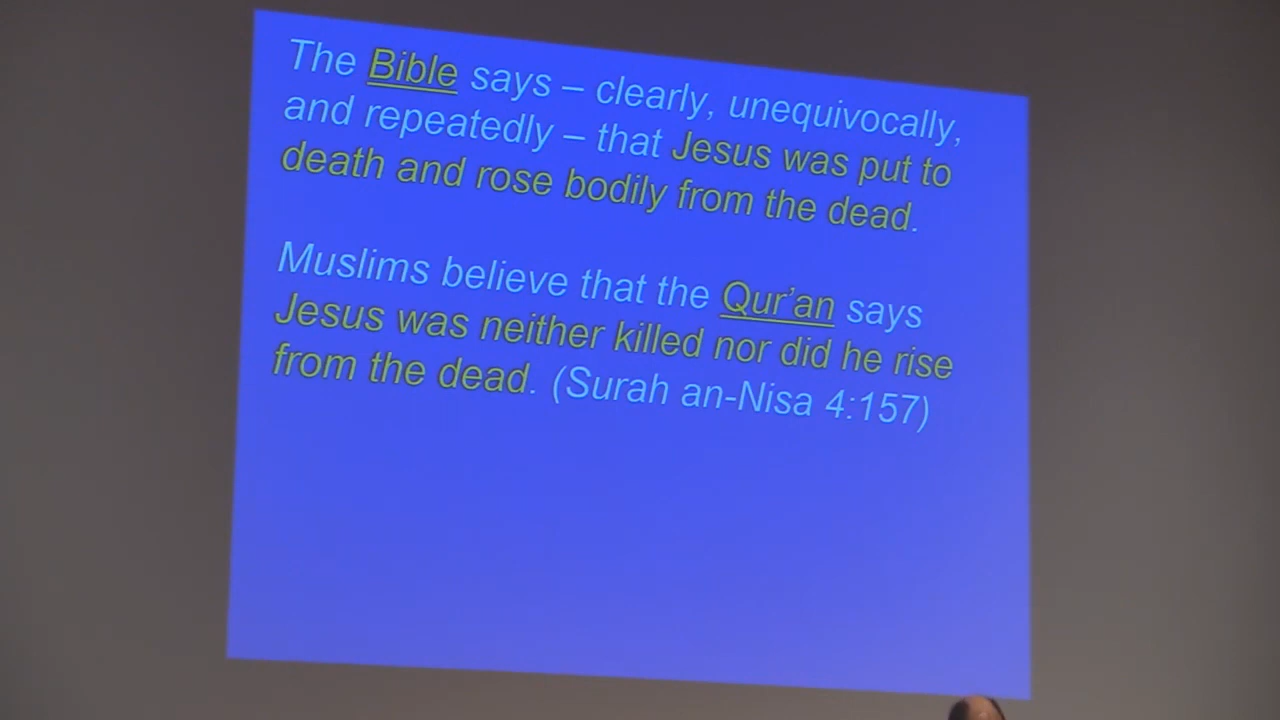 The Bible says – clearly, unequivocally,
and repeatedly – that Jesus was put to
death and rose bodily from the dead.
Muslims believe that the Qur’an says
Jesus was neither killed nor did he rise
from the dead. (Surah an-Nisa 4:157)